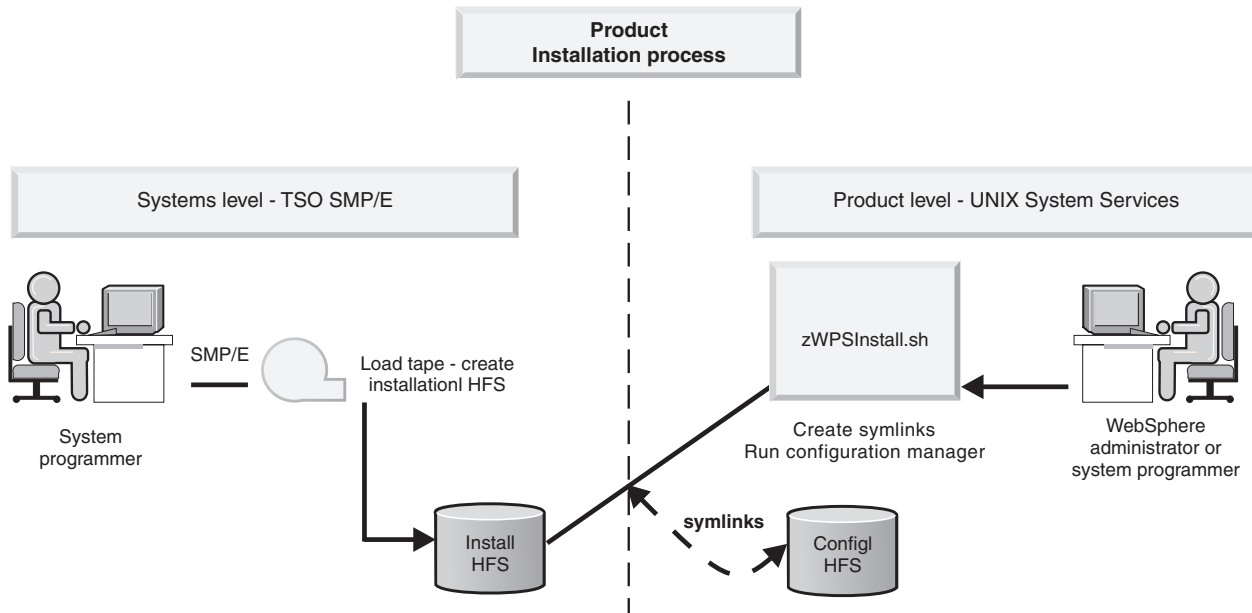 Product
Installation process
Systems level - TSO SMP/E
Product level - UNIX System Services
SMP/E
Load tape - create
installationl HFS
System
programmer
Install
HFS
zWPSInstall.sh
Create symlinks
Run configuration manager
WebSphere
administrator or
system programmer
symlinks
Configl
HFS